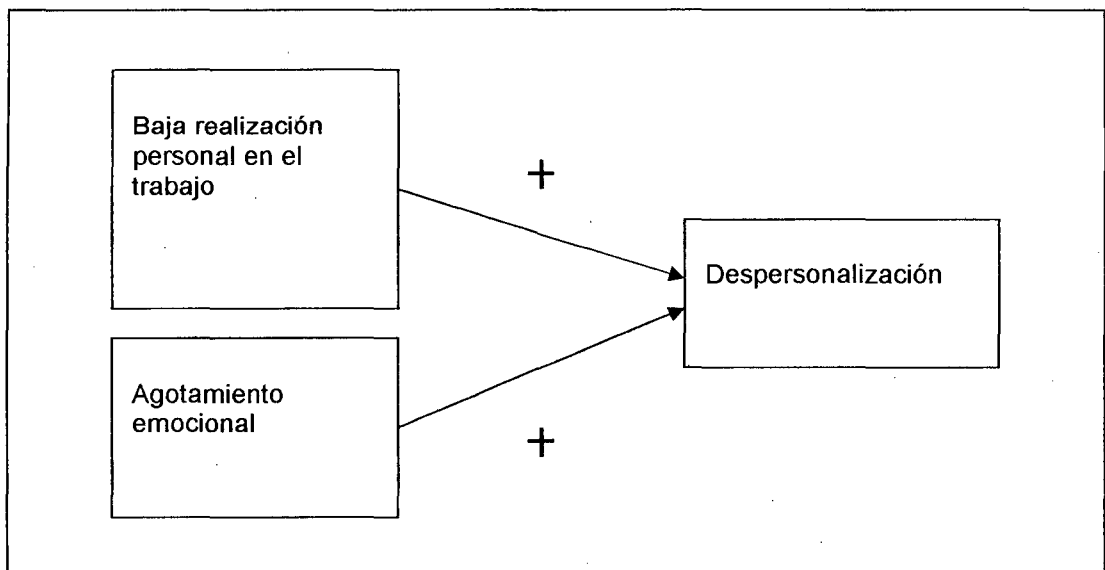 Baja realización
personal en el
trabajo
+
Despersonalización
Agotamiento
emocional
+